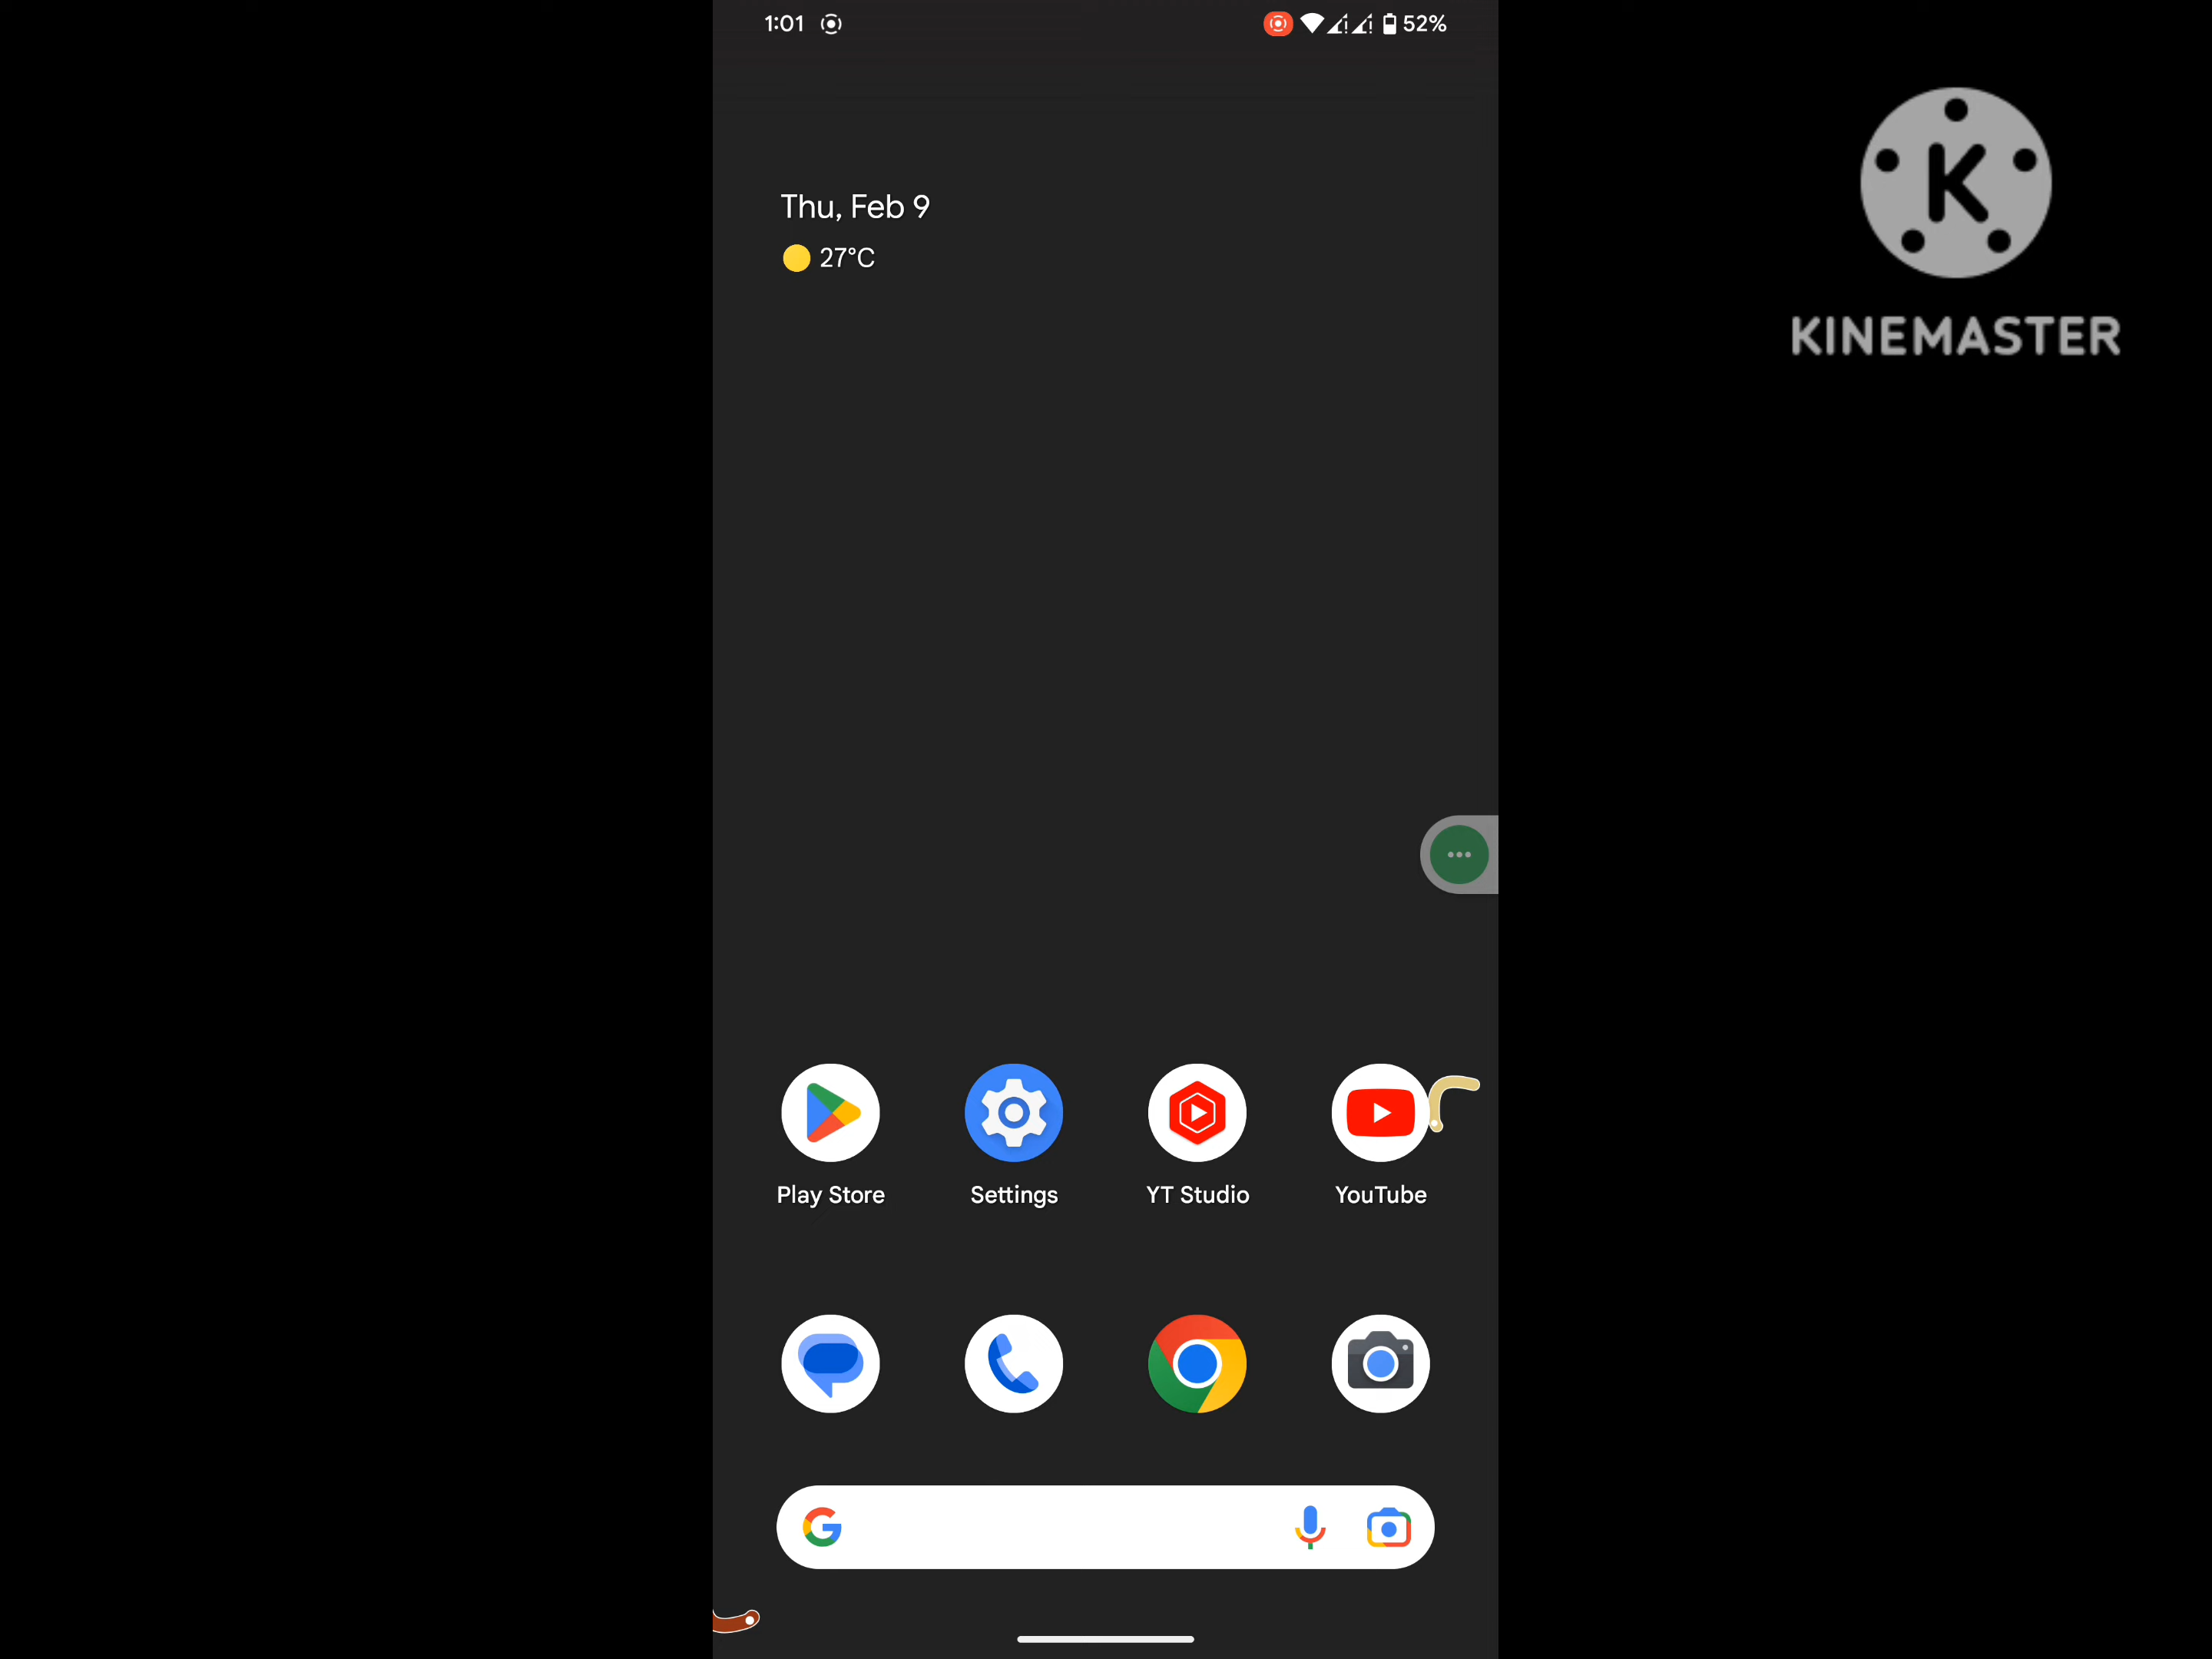 1:01 52%
KINEMASTER
Thu, Feb 9
27°C
Play Store Settings YT Studio YouTube